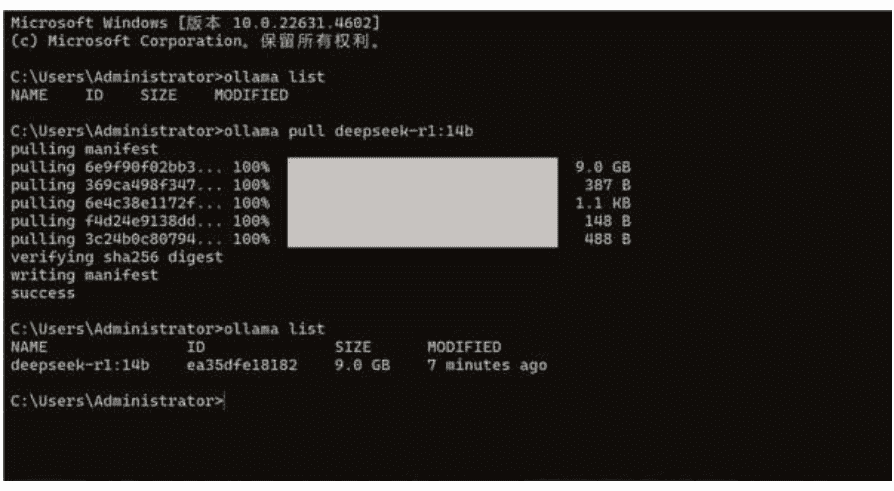 Microsoft Windows [版本 10.0.22631.4602]
(c) Microsoft Corporation。保留所有权利。
C:\Users\Administrator>ollama list
NAME    ID    SIZE    MODIFIED
C:\Users\Administrator>ollama pull deepseek-r1:14b
pulling manifest
pulling 6e9f90f02bb3... 100% 9.0 GB
pulling 369ca498f347... 100% 387 B
pulling 6e4c38e1172f... 100% 1.1 KB
pulling f4d24e9138dd... 100% 148 B
pulling 3c24b0c80794... 100% 488 B
verifying sha256 digest
writing manifest
success
C:\Users\Administrator>ollama list
NAME    ID    SIZE    MODIFIED
deepseek-r1:14b    ea35dfe18182    9.0 GB    7 minutes ago
C:\Users\Administrator>